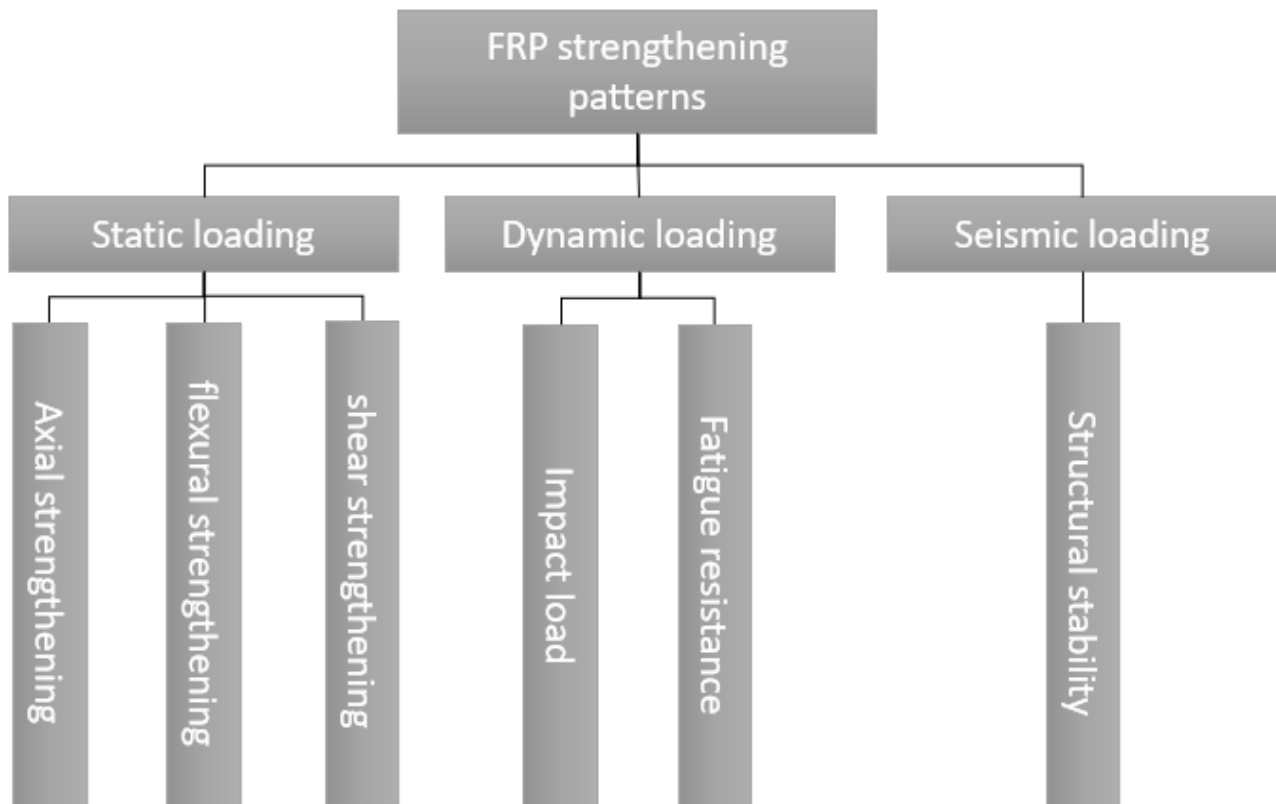 FRP strengthening
patterns
Static loading
Dynamic loading
Seismic loading
Axial strengthening
flexural strengthening
shear strengthening
Impact load
Fatigue resistance
Structural stability